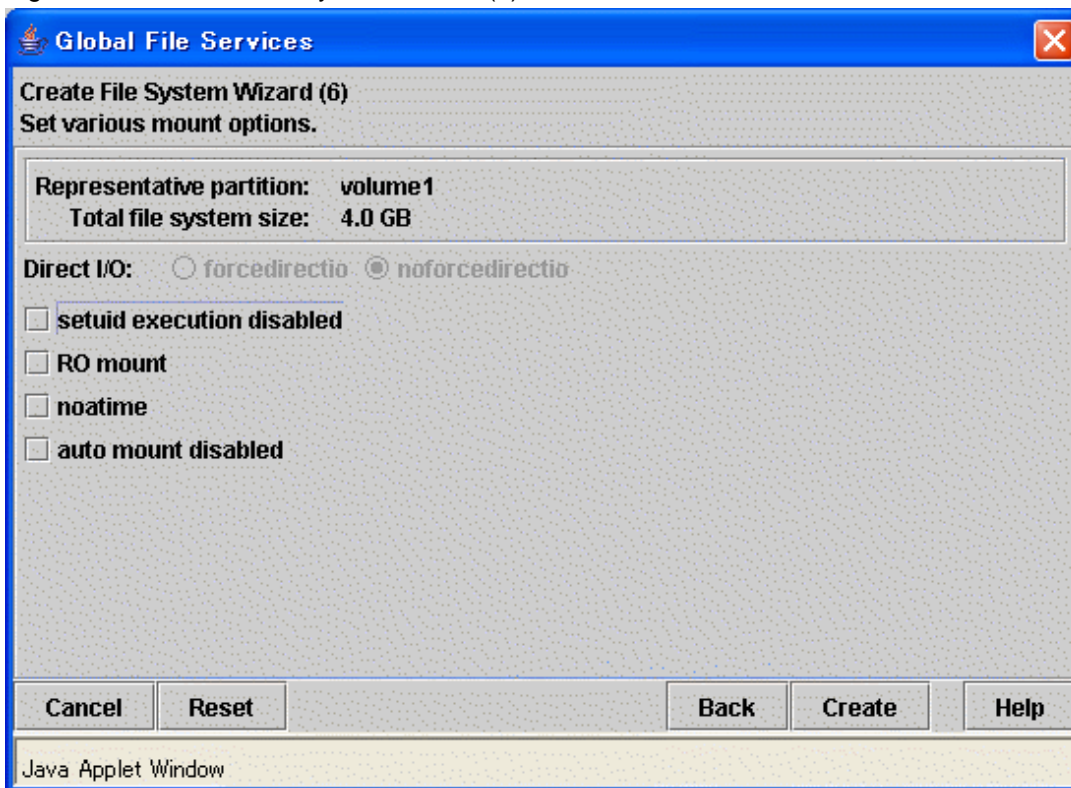 Global File Services
Create File System Wizard (6)
Set various mount options.
Representative partition: volume1
Total file system size: 4.0 GB
Direct I/O: forcedirectio noforcedirectio
setuid execution disabled
RO mount
noatime
auto mount disabled
Cancel Reset Back Create Help
Java Applet Window